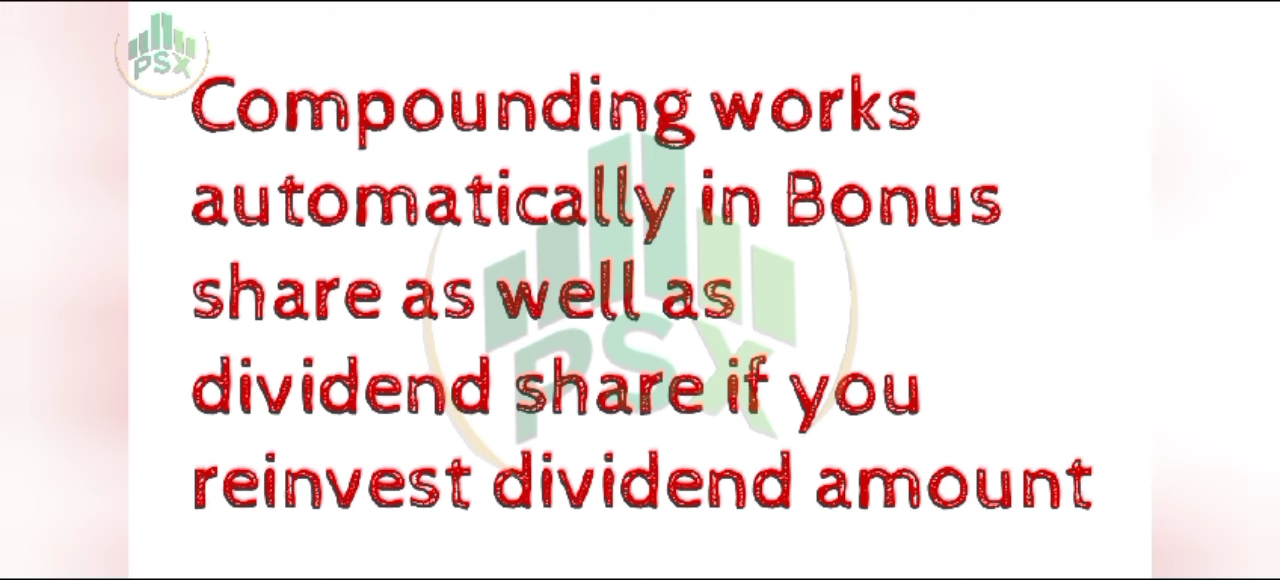 PSX
Compounding works
automatically in Bonus
share as well as
dividend share if you
reinvest dividend amount
PSX